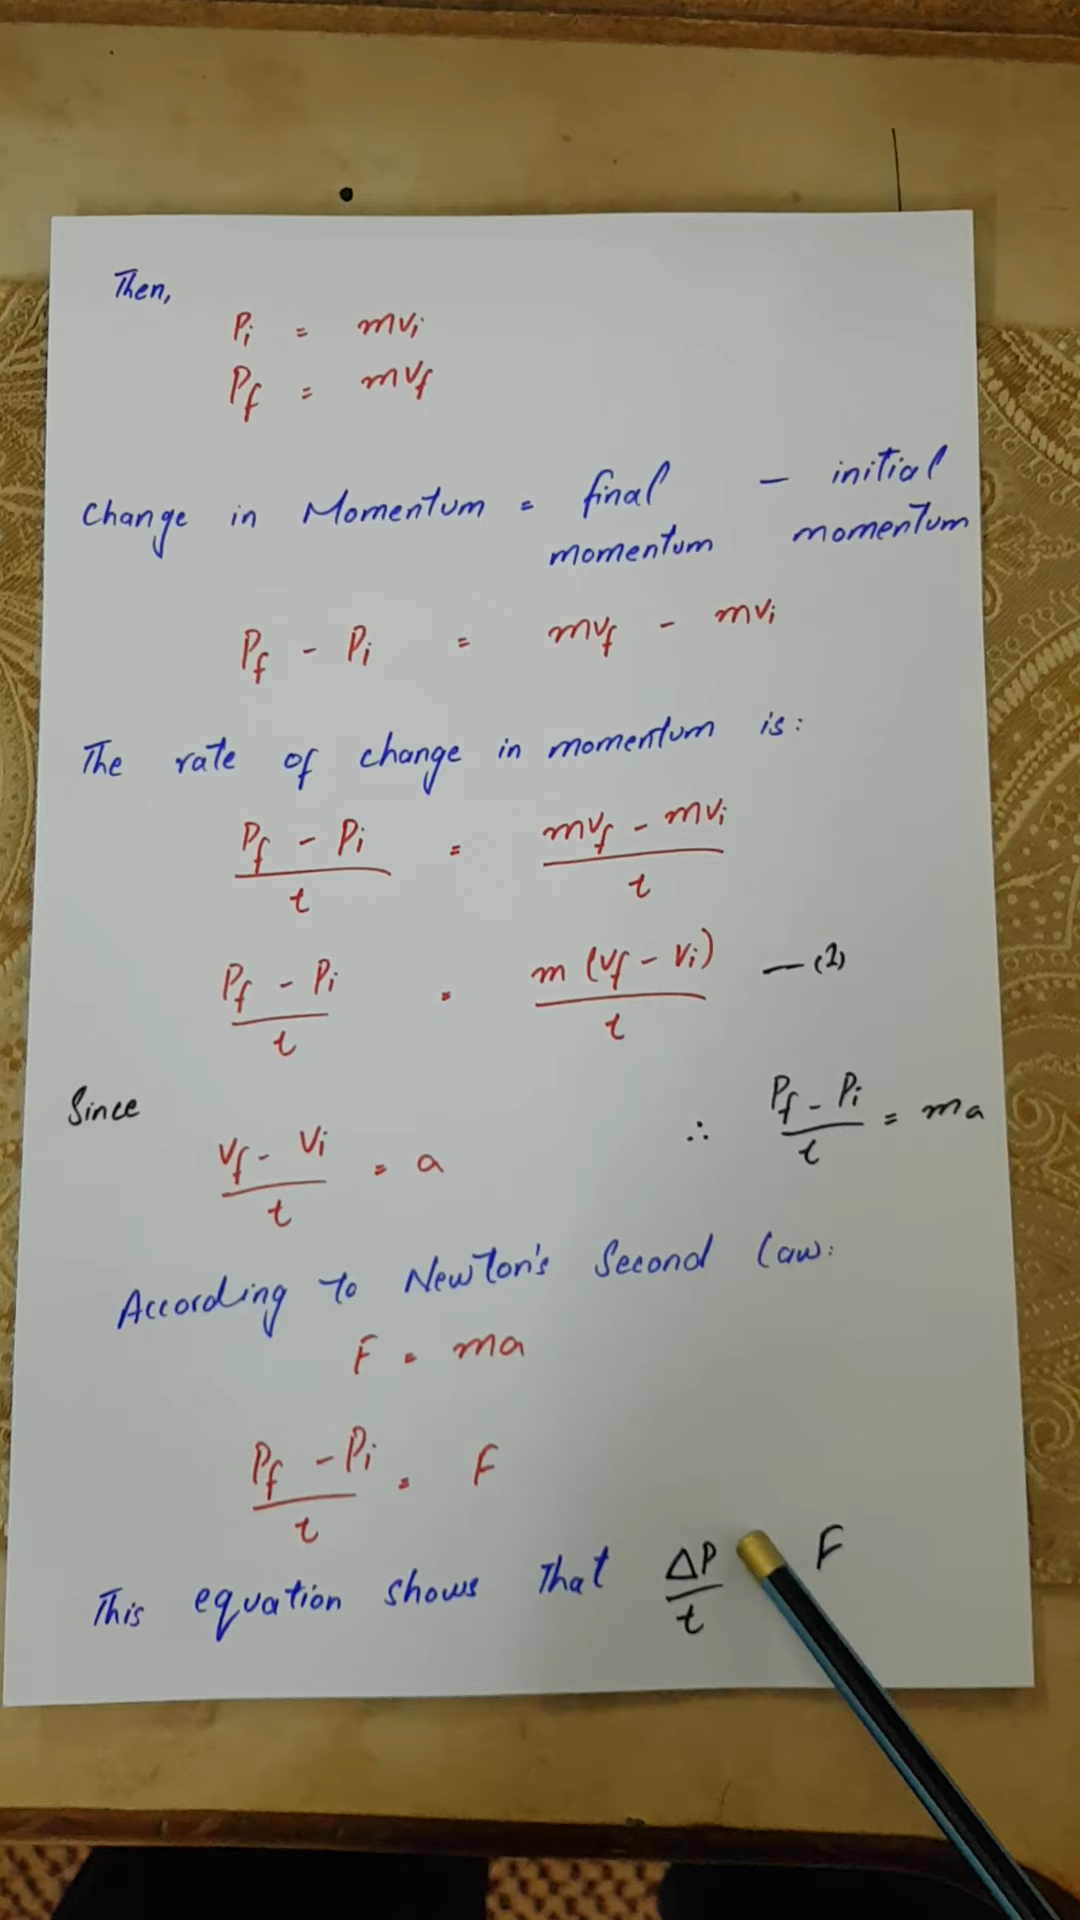 Then,
Pi = mvi
Pf = mvf
Change in Momentum = final momentum - initial momentum
Pf - Pi = mvf - mvi
The rate of change in momentum is:
Pf - Pi / t = mvf - mvi / t
Pf - Pi / t = m (vf - vi) / t — (2)
Since
vf - vi / t = a ∴ Pf - Pi / t = ma
According to Newton's Second Law:
F = ma
Pf - Pi / t = F
This equation shows that ΔP / t F